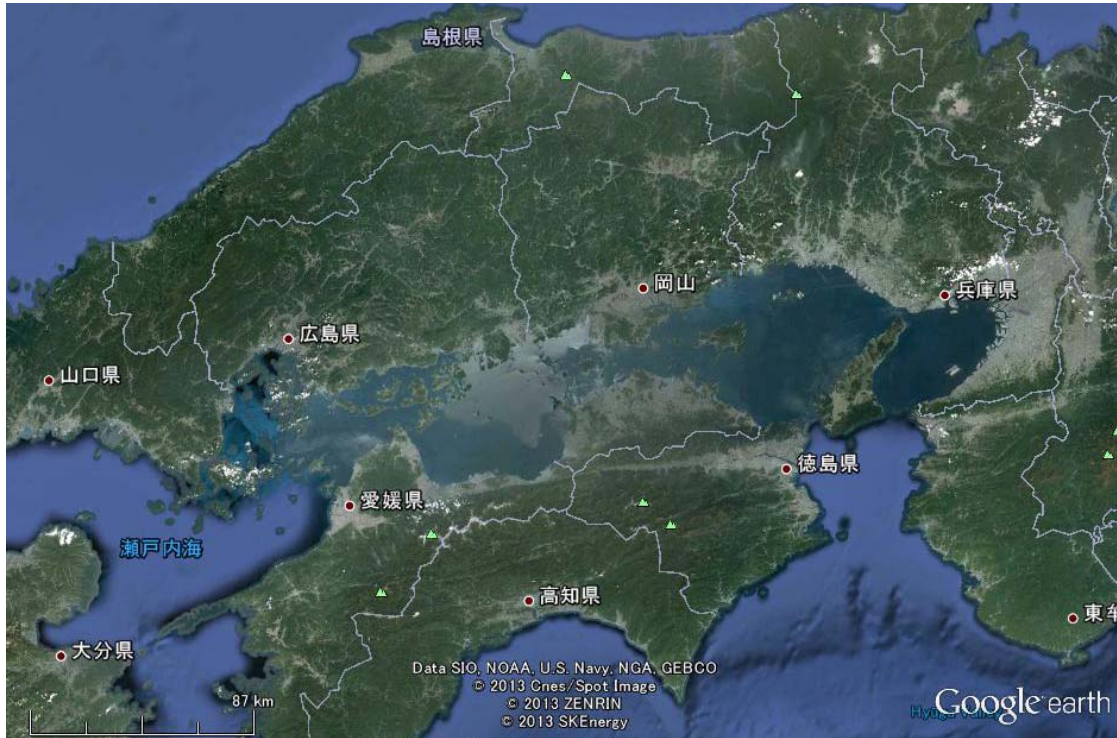 島根県
岡山
兵庫県
広島県
山口県
徳島県
愛媛県
瀬戸内海
高知県
東牟
大分県
Data SIO, NOAA, U.S. Navy, NGA, GEBCO
© 2013 Cnes/Spot Image
© 2013 ZENRIN
© 2013 SKEnergy
87 km
Google earth